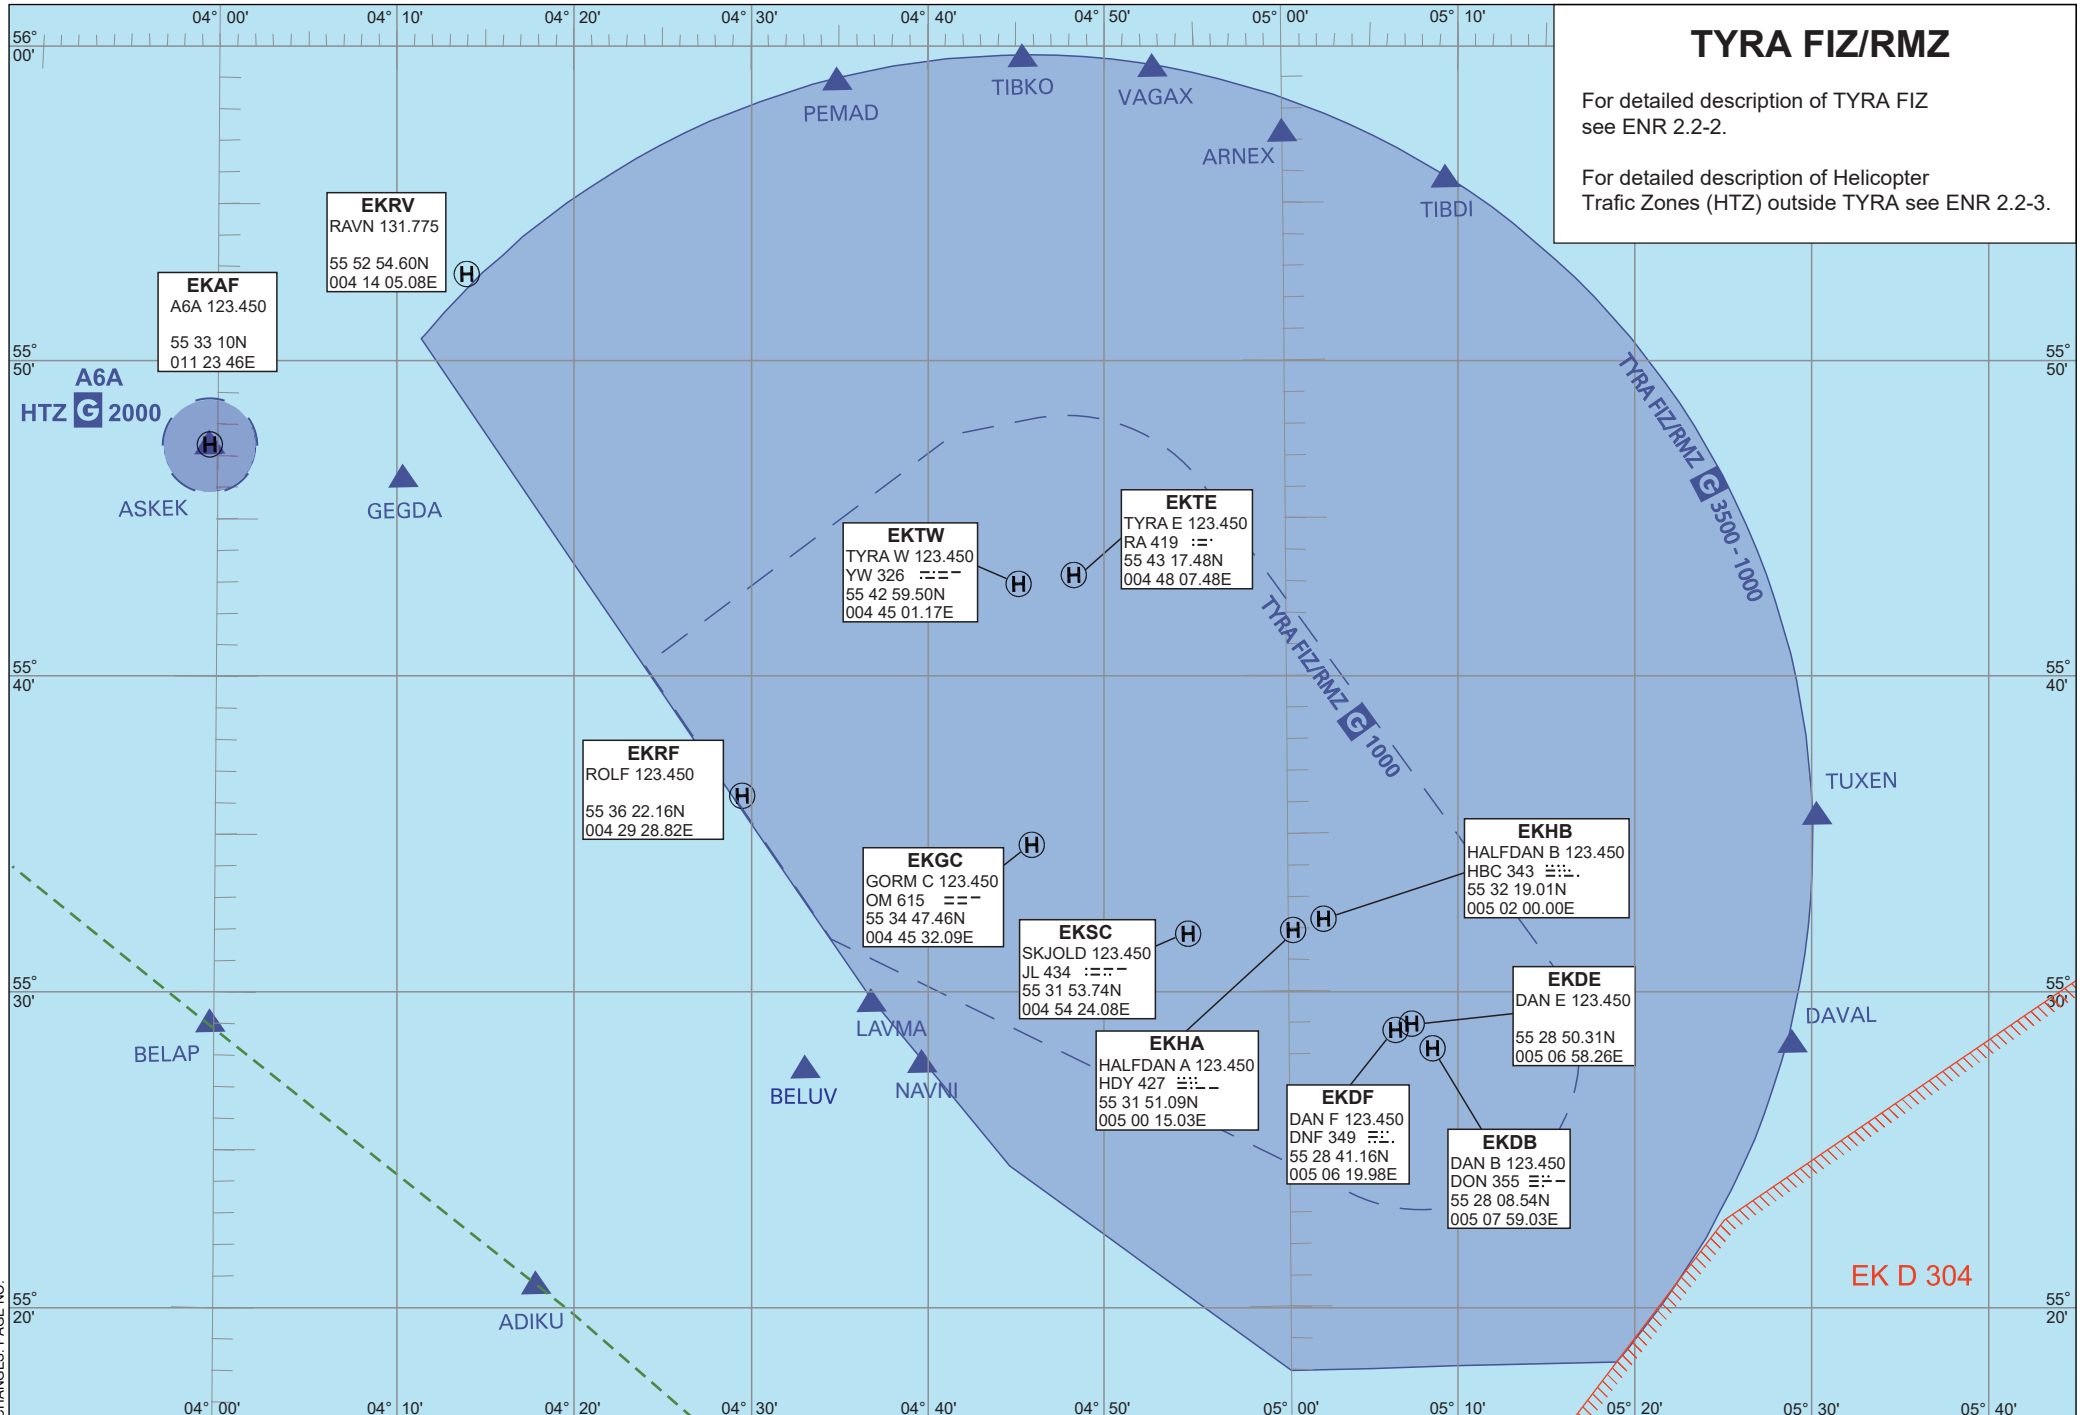 04° 00'
04° 10'
04° 20'
04° 30'
04° 40'
04° 50'
05° 00'
05° 10'
TYRA FIZ/RMZ
For detailed description of TYRA FIZ
see ENR 2.2-2.
For detailed description of Helicopter
Trafic Zones (HTZ) outside TYRA see ENR 2.2-3.
56°
00'
PEMAD
TIBKO
VAGAX
ARNEX
TIBDI
EKRV
RAVN 131.775
55 52 54.60N
004 14 05.08E
H
EKAF
A6A 123.450
55 33 10N
011 23 46E
55°
50'
55°
50'
A6A
HTZ G 2000
H
ASKEK
GEGDA
TYRA FIZ/RMZ G 3500 - 1000
EKTW
TYRA W 123.450
YW 326
55 42 59.50N
004 45 01.17E
H
EKTE
TYRA E 123.450
RA 419
55 43 17.48N
004 48 07.48E
H
TYRA FIZ/RMZ G 1000
55°
40'
55°
40'
EKRF
ROLF 123.450
55 36 22.16N
004 29 28.82E
H
TUXEN
EKGC
GORM C 123.450
OM 615
55 34 47.46N
004 45 32.09E
H
EKHB
HALFDAN B 123.450
HBC 343
55 32 19.01N
005 02 00.00E
H
EKSC
SKJOLD 123.450
JL 434
55 31 53.74N
004 54 24.08E
H
H
55°
30'
55°
30'
EKDE
DAN E 123.450
55 28 50.31N
005 06 58.26E
H
H
H
DAVAL
LAVMA
BELAP
BELUV
NAVNI
EKHA
HALFDAN A 123.450
HDY 427
55 31 51.09N
005 00 15.03E
EKDF
DAN F 123.450
DNF 349
55 28 41.16N
005 06 19.98E
EKDB
DAN B 123.450
DON 355
55 28 08.54N
005 07 59.03E
EK D 304
55°
20'
55°
20'
ADIKU
04° 00'
04° 10'
04° 20'
04° 30'
04° 40'
04° 50'
05° 00'
05° 10'
05° 20'
05° 30'
05° 40'